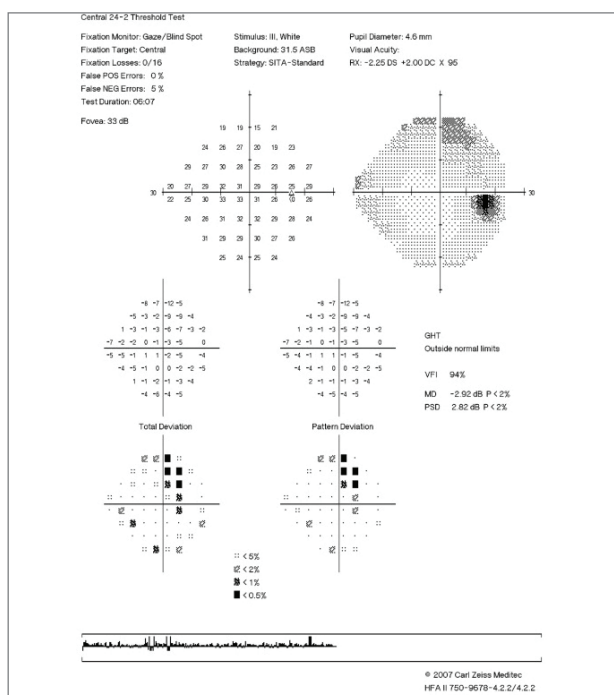 Central 24-2 Threshold Test
Fixation Monitor: Gaze/Blind Spot
Fixation Target: Central
Fixation Losses: 0/16
False POS Errors: 0 %
False NEG Errors: 5 %
Test Duration: 06:07
Fovea: 33 dB
Stimulus: III, White
Background: 31.5 ASB
Strategy: SITA-Standard
Pupil Diameter: 4.6 mm
Visual Acuity:
RX: -2.25 DS +2.00 DC X 95
19 19 15 21
24 26 27 20 19 23
29 27 30 28 25 23 26 27
30 20 27 29 32 31 29 26 25 29 30
22 25 30 33 33 31 26 29
24 26 31 32 32 29 28 24
31 29 29 30 27 26
25 24 25 24
-8 -7 -12 -5
-5 -3 -2 -9 -9 -4
1 -3 -1 -3 -6 -7 -3 -2
-7 -2 -2 0 -1 -3 -5 0
-5 -5 -1 1 1 -2 -5 -4
-4 -5 -1 0 0 -2 -2 -5
1 -1 -2 -1 -3 -4
-4 -5 -4 -5
Total Deviation
-8 -7 -12 -5
-5 -3 -2 -9 -9 -4
1 -3 -1 -3 -5 -7 -3 -2
-7 -2 -2 0 -1 -3 -5 0
-5 -4 1 1 -2 -5 -4
-4 -4 -1 0 0 -2 -2 -5
2 -1 -1 -1 -3 -4
-4 -5 -4 -5
Pattern Deviation
GHT
Outside normal limits
VFI 94%
MD -2.92 dB P < 2%
PSD 2.82 dB P < 2%
< 5%
< 2%
< 1%
< 0.5%
© 2007 Carl Zeiss Meditec
HFA II 750-9678-4.2.2/4.2.2